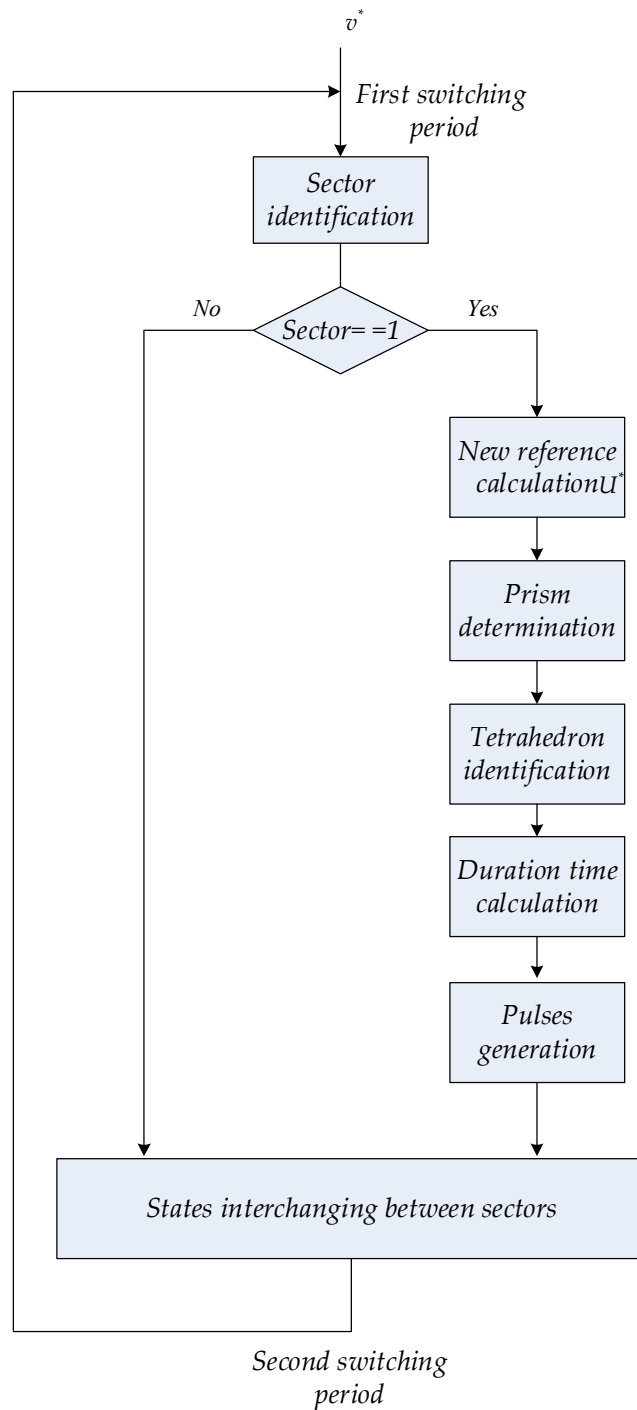 v*
First switching
period
Sector
identification
No
Sector= =1
Yes
New reference
calculationU*
Prism
determination
Tetrahedron
identification
Duration time
calculation
Pulses
generation
States interchanging between sectors
Second switching
period